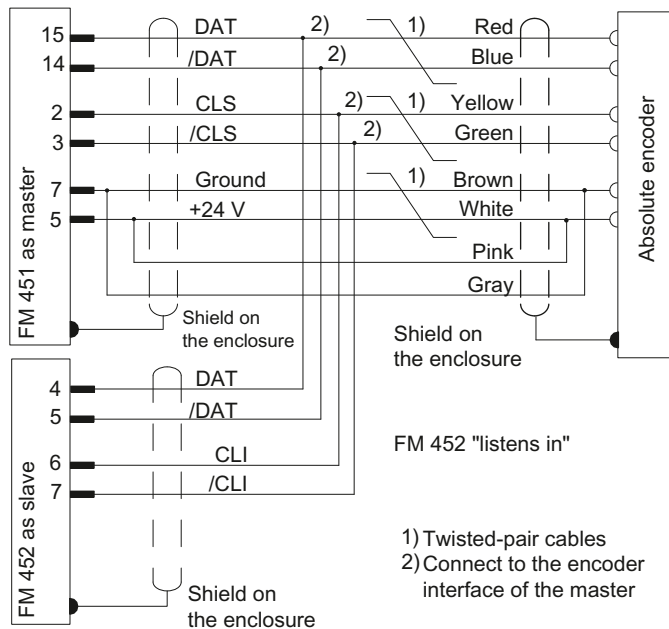 FM 451 as master
15 DAT 2) 1) Red
14 /DAT 2) Blue
2 CLS 2) 1) Yellow
3 /CLS 2) Green
7 Ground 1) Brown
5 +24 V White
Pink
Gray
Absolute encoder
Shield on
the enclosure
Shield on
the enclosure
FM 452 as slave
4 DAT
5 /DAT
6 CLI
7 /CLI
Shield on
the enclosure
FM 452 "listens in"
1) Twisted-pair cables
2) Connect to the encoder
interface of the master